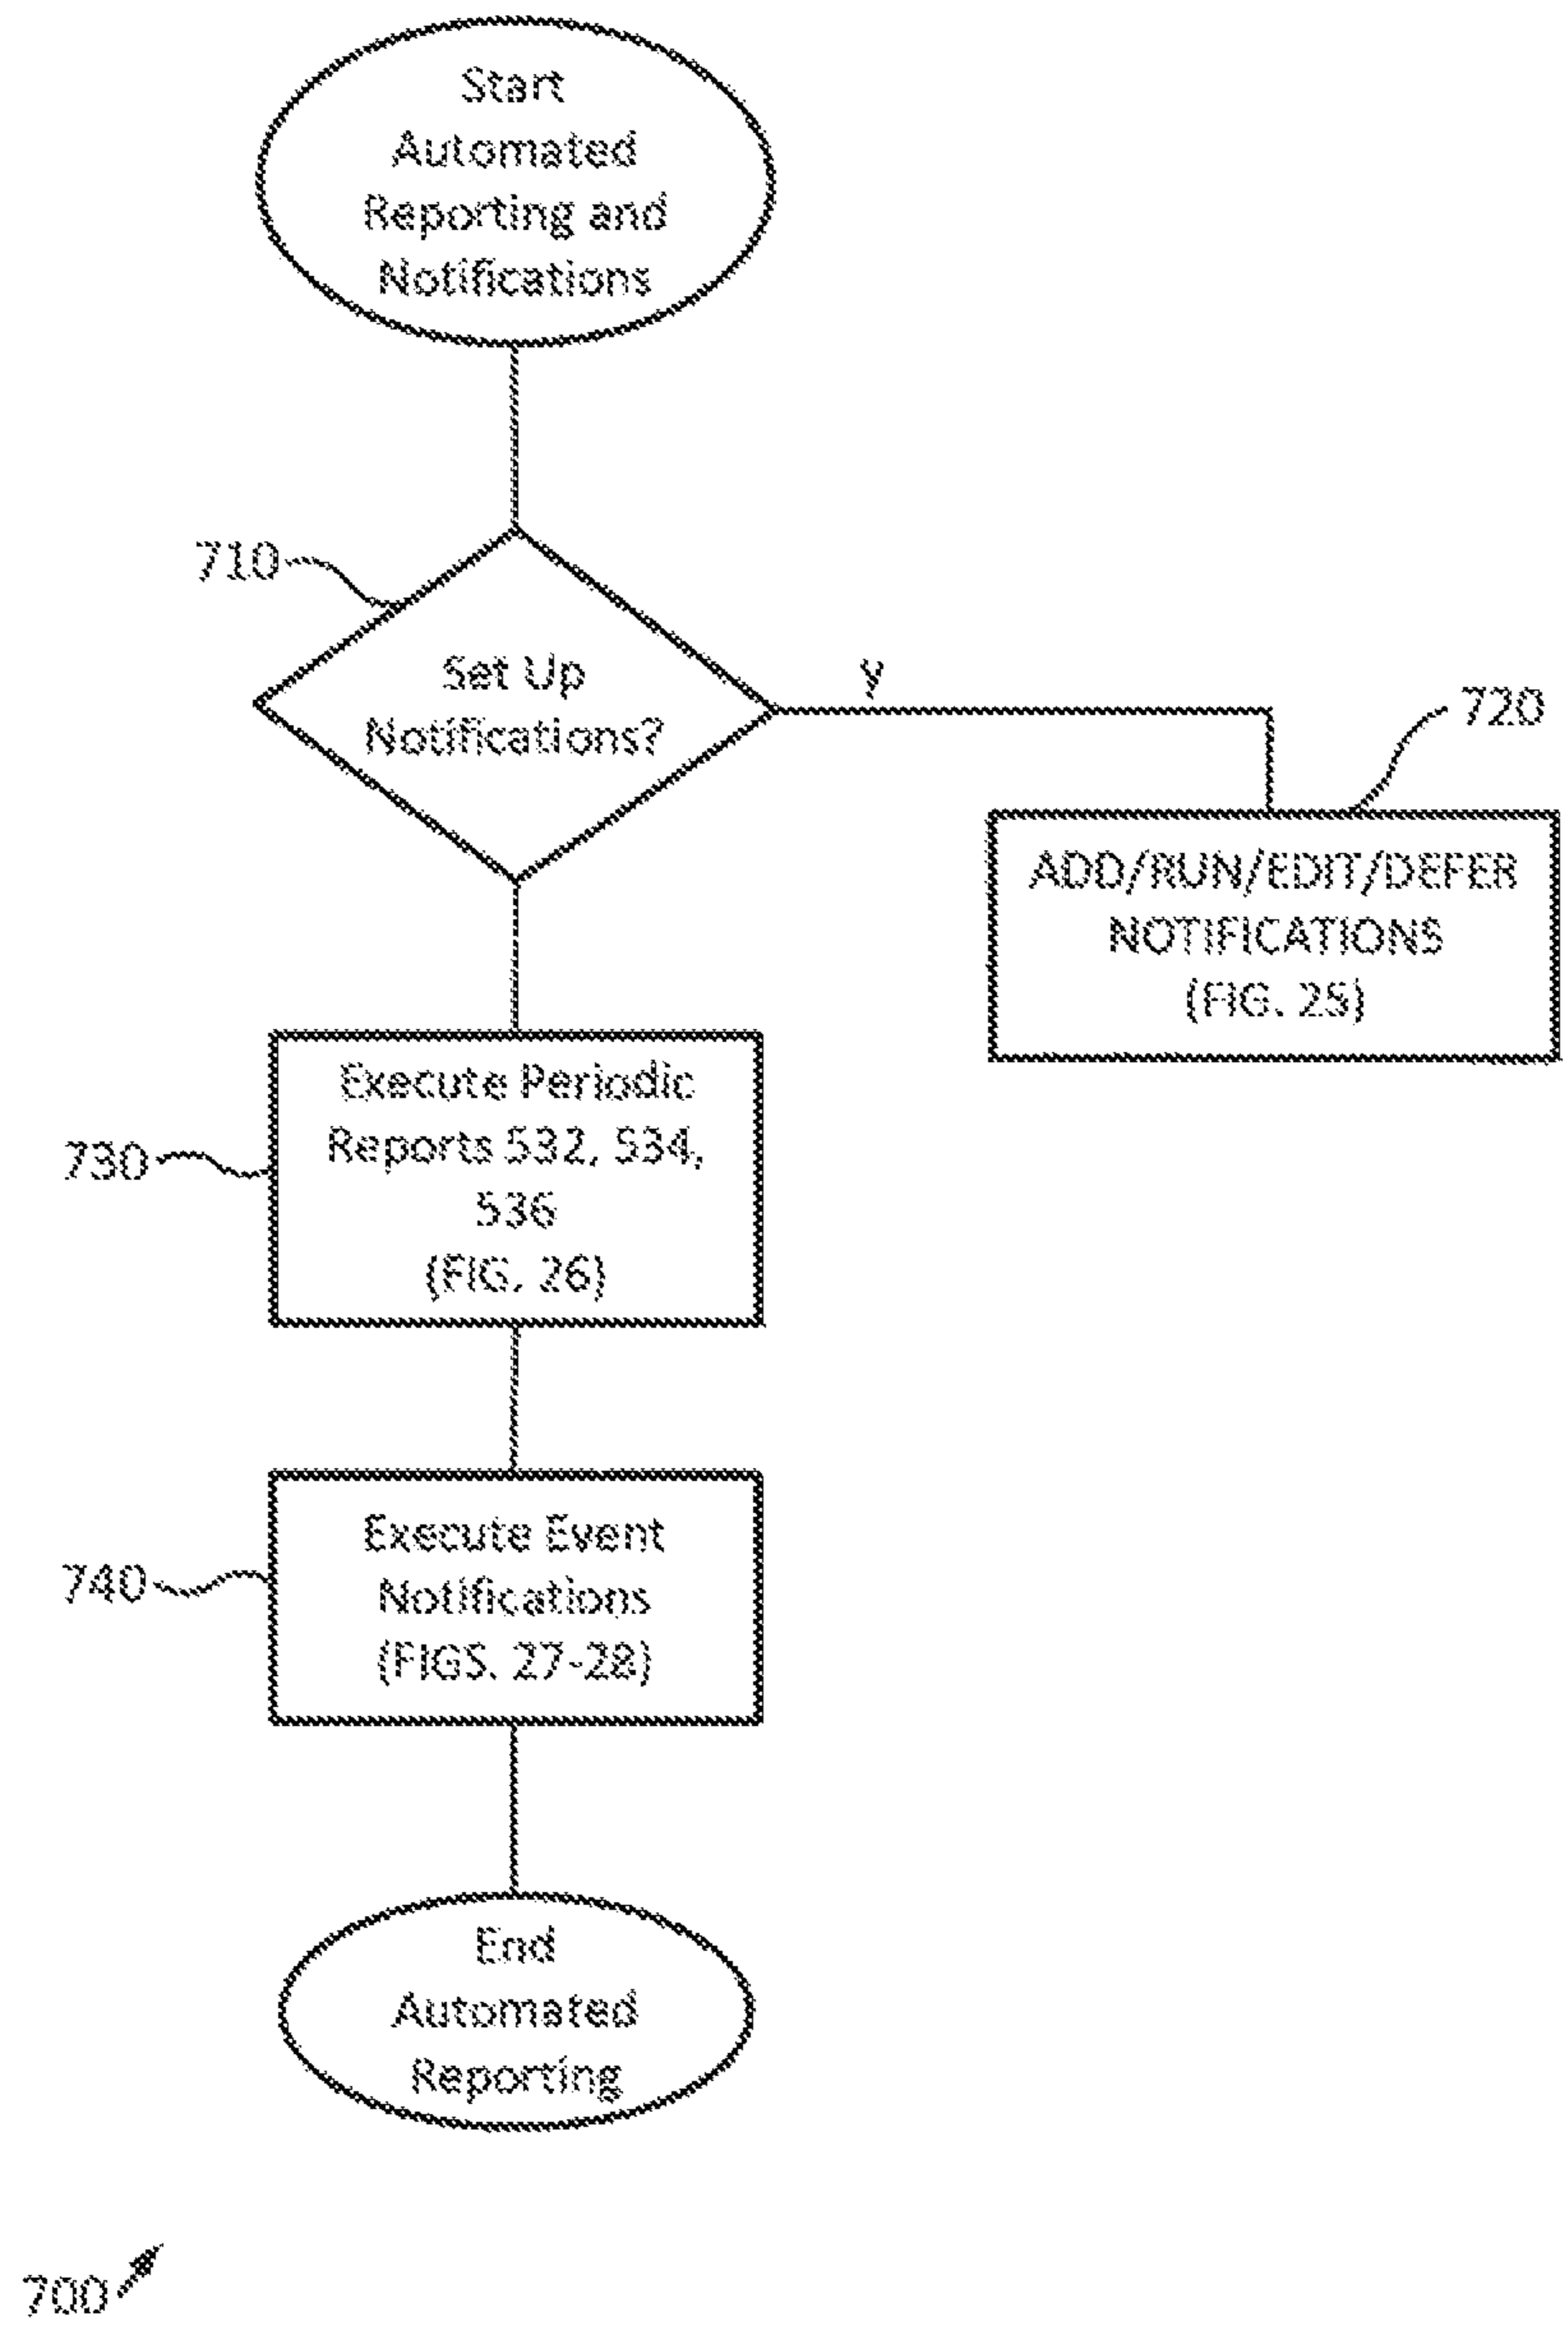 Start
Automated
Reporting and
Notifications
710
Set Up
Notifications?
y
720
ADD/RUN/EDIT/DEFER
NOTIFICATIONS
(FIG. 25)
730
Execute Periodic
Reports 532, 534,
536
(FIG. 26)
740
Execute Event
Notifications
(FIGS. 27-28)
End
Automated
Reporting
700